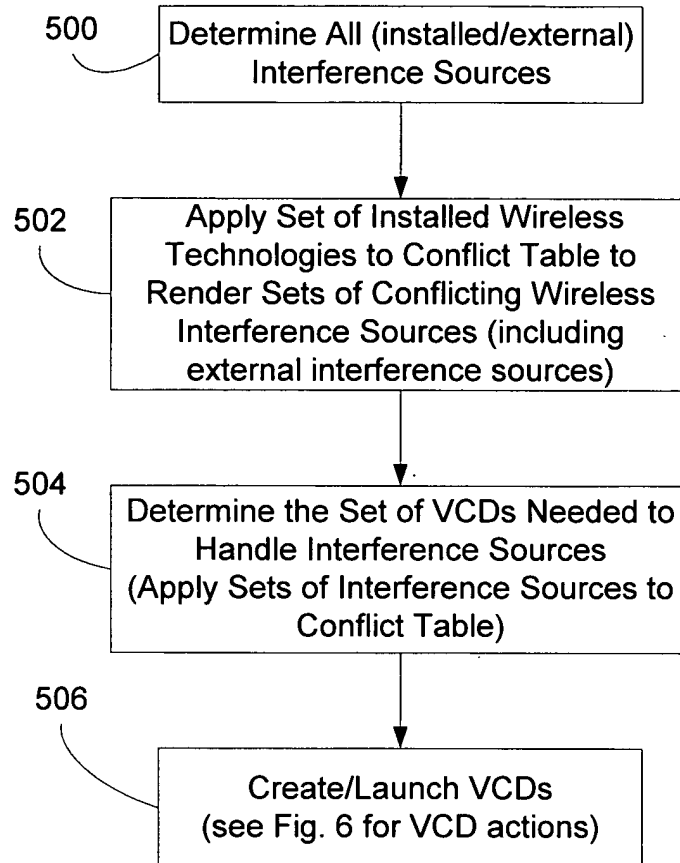 500
Determine All (installed/external)
Interference Sources
502
Apply Set of Installed Wireless
Technologies to Conflict Table to
Render Sets of Conflicting Wireless
Interference Sources (including
external interference sources)
504
Determine the Set of VCDs Needed to
Handle Interference Sources
(Apply Sets of Interference Sources to
Conflict Table)
506
Create/Launch VCDs
(see Fig. 6 for VCD actions)